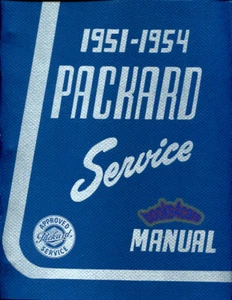 1951-1954
PACKARD
Service
MANUAL
APPROVED
Packard
SERVICE